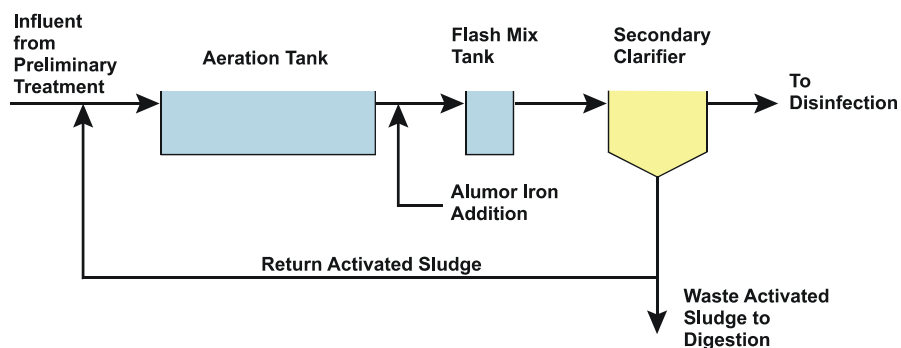 Influent
from
Preliminary
Treatment
Aeration Tank
Flash Mix
Tank
Secondary
Clarifier
To
Disinfection
Alumor Iron
Addition
Return Activated Sludge
Waste Activated
Sludge to
Digestion